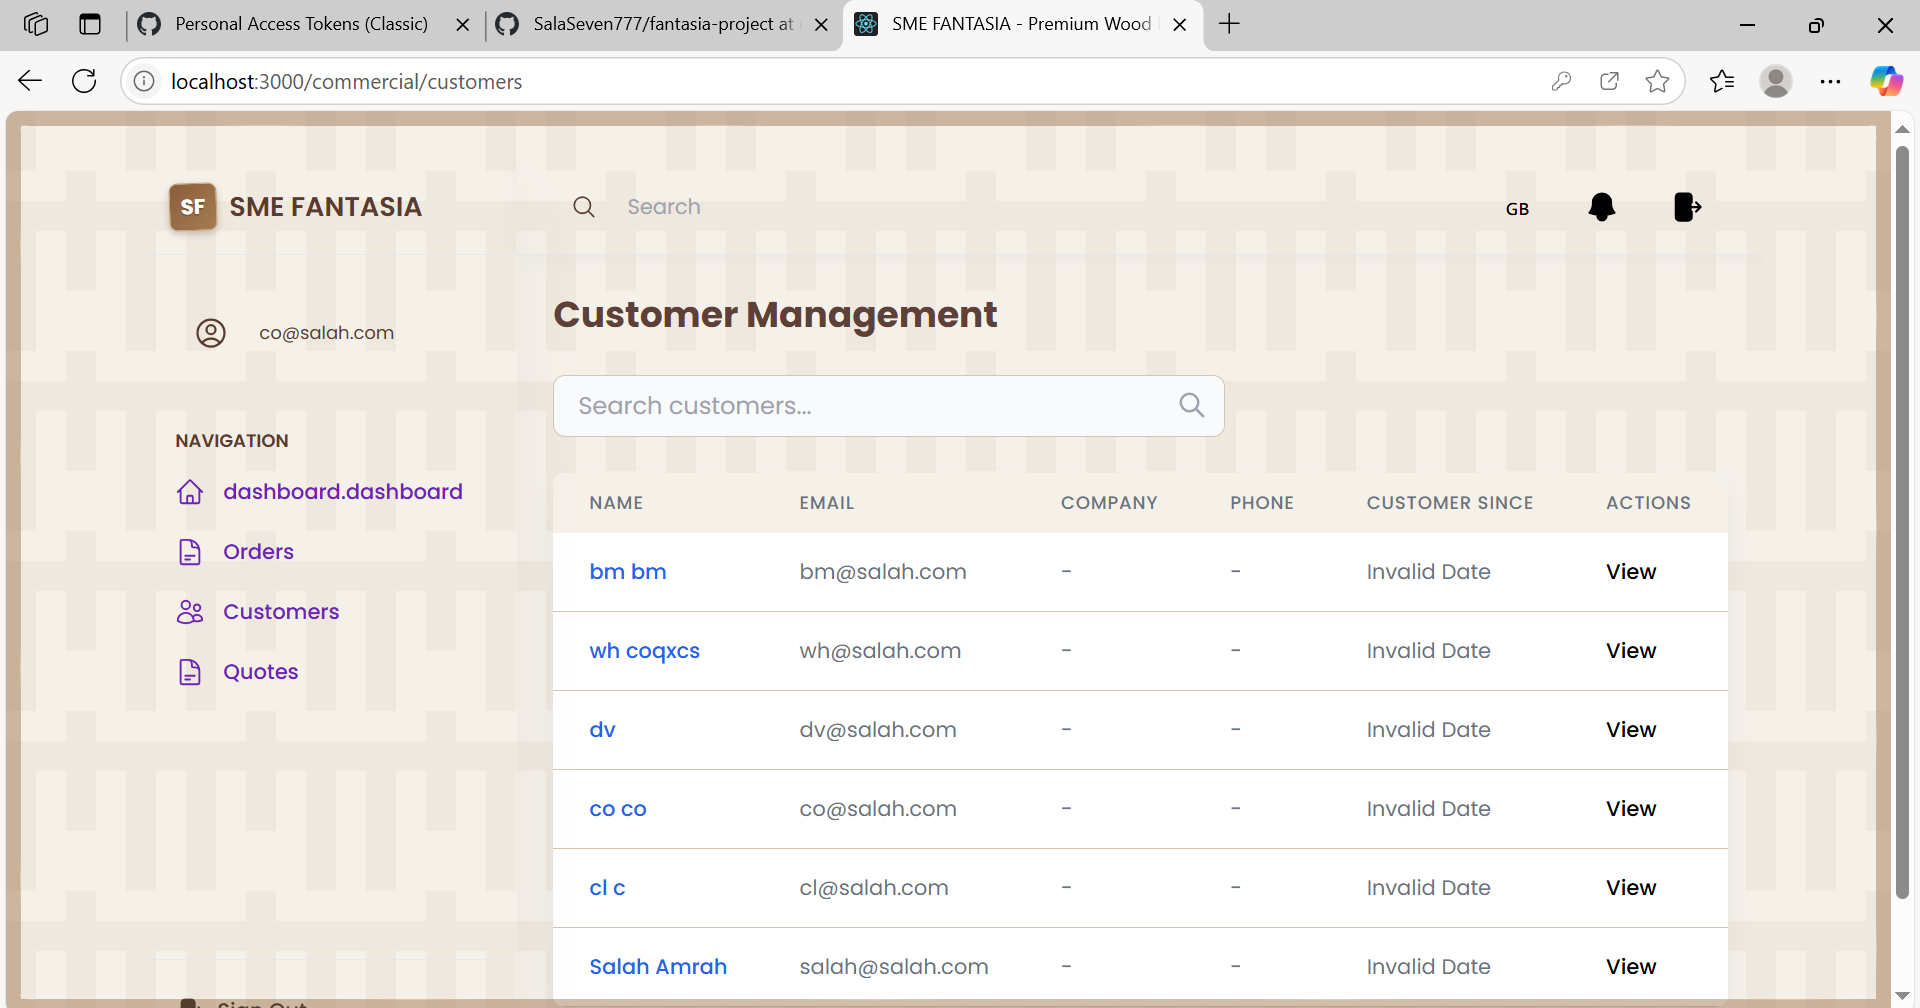 Personal Access Tokens (Classic)
SalaSeven777/fantasia-project at
SME FANTASIA - Premium Wood
localhost:3000/commercial/customers
SF
SME FANTASIA
Search
GB
co@salah.com
NAVIGATION
dashboard.dashboard
Orders
Customers
Quotes
Sign Out
Customer Management
Search customers...
NAME EMAIL COMPANY PHONE CUSTOMER SINCE ACTIONS
bm bm bm@salah.com - - Invalid Date View
wh coqxcs wh@salah.com - - Invalid Date View
dv dv@salah.com - - Invalid Date View
co co co@salah.com - - Invalid Date View
cl c cl@salah.com - - Invalid Date View
Salah Amrah salah@salah.com - - Invalid Date View